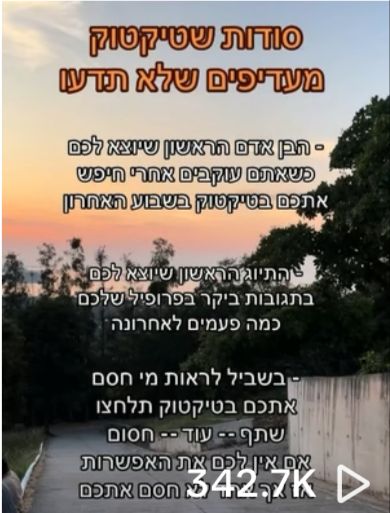 סודות שטיקטוק
מעדיפים שלא תדעו
- הבן אדם הראשון שיוצא לכם
כשאתם עוקבים אחרי חיפש
אתכם בטיקטוק בשבוע האחרון
- התיוג הראשון שיוצא לכם
בתגובות ביקר בפרופיל שלכם
כמה פעמים לאחרונה
- בשביל לראות מי חסם
אתכם בטיקטוק תלחצו
שתף -- עוד -- חסום
אם אין לכם את האפשרות
אז אף חסם אתכם
342.7K